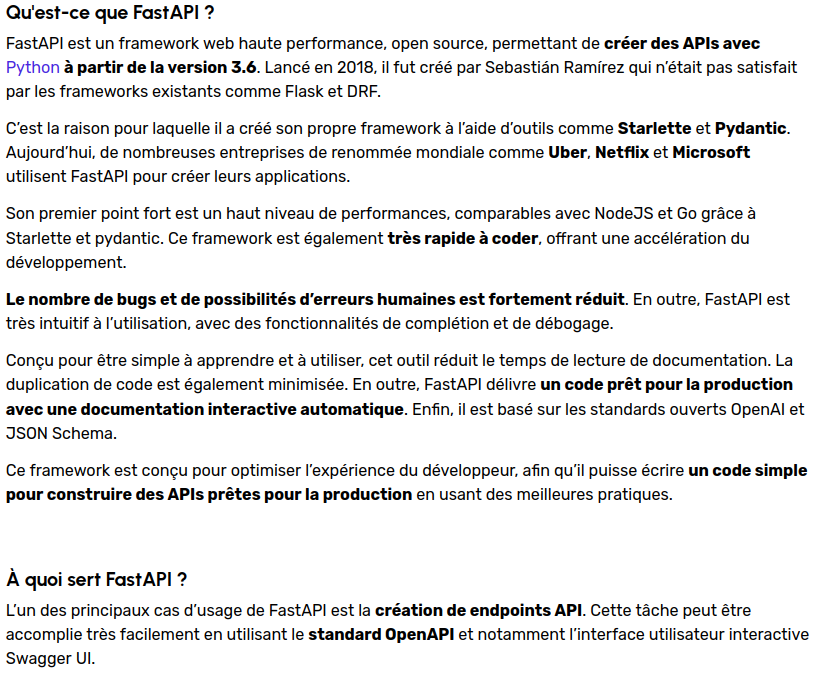 Qu'est-ce que FastAPI ?
FastAPI est un framework web haute performance, open source, permettant de créer des APIs avec
Python à partir de la version 3.6. Lancé en 2018, il fut créé par Sebastián Ramírez qui n’était pas satisfait
par les frameworks existants comme Flask et DRF.
C’est la raison pour laquelle il a créé son propre framework à l’aide d’outils comme Starlette et Pydantic.
Aujourd’hui, de nombreuses entreprises de renommée mondiale comme Uber, Netflix et Microsoft
utilisent FastAPI pour créer leurs applications.
Son premier point fort est un haut niveau de performances, comparables avec NodeJS et Go grâce à
Starlette et pydantic. Ce framework est également très rapide à coder, offrant une accélération du
développement.
Le nombre de bugs et de possibilités d’erreurs humaines est fortement réduit. En outre, FastAPI est
très intuitif à l’utilisation, avec des fonctionnalités de complétion et de débogage.
Conçu pour être simple à apprendre et à utiliser, cet outil réduit le temps de lecture de documentation. La
duplication de code est également minimisée. En outre, FastAPI délivre un code prêt pour la production
avec une documentation interactive automatique. Enfin, il est basé sur les standards ouverts OpenAI et
JSON Schema.
Ce framework est conçu pour optimiser l’expérience du développeur, afin qu’il puisse écrire un code simple
pour construire des APIs prêtes pour la production en usant des meilleures pratiques.
À quoi sert FastAPI ?
L’un des principaux cas d’usage de FastAPI est la création de endpoints API. Cette tâche peut être
accomplie très facilement en utilisant le standard OpenAPI et notamment l’interface utilisateur interactive
Swagger UI.